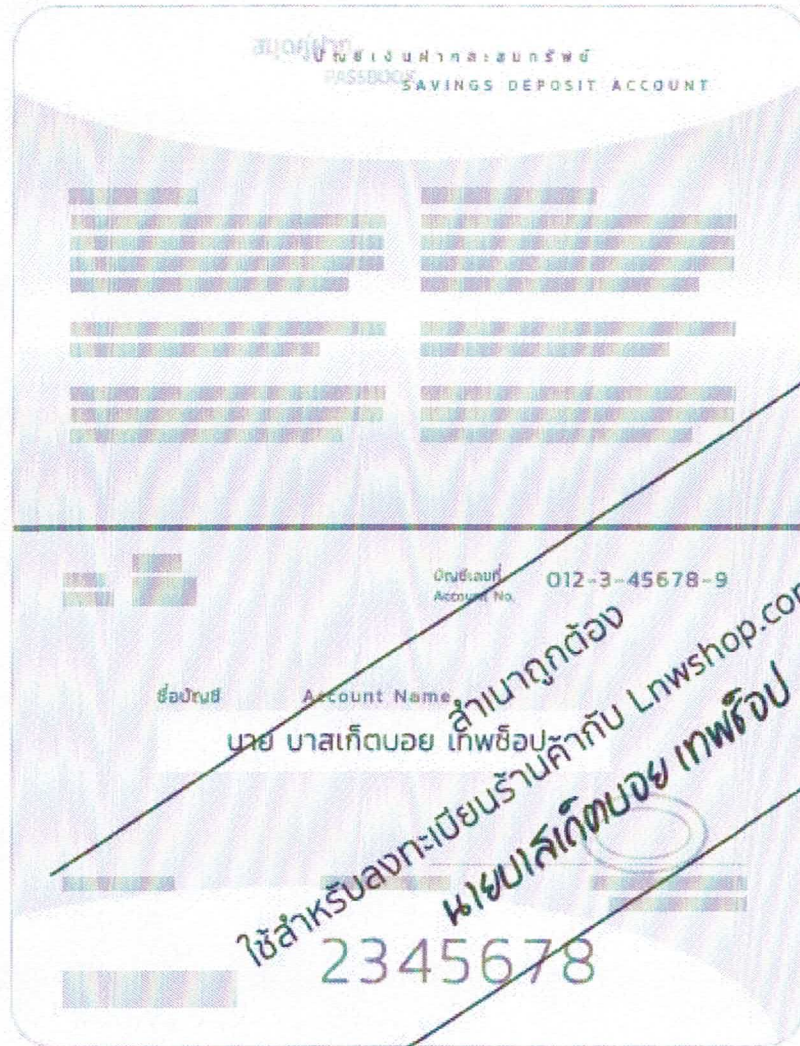 สมุดคู่ฝาก
PASSBOOK
บัญชีเงินฝากสะสมทรัพย์
SAVINGS DEPOSIT ACCOUNT
บัญชีเลขที่
Account No.
012-3-45678-9
ชื่อบัญชี Account Name
นาย บาสเก็ตบอย เทพช็อป
สำเนาถูกต้อง
ใช้สำหรับลงทะเบียนร้านค้ากับ Lnwshop.com
นายบาสเก็ตบอย เทพช็อป
2345678